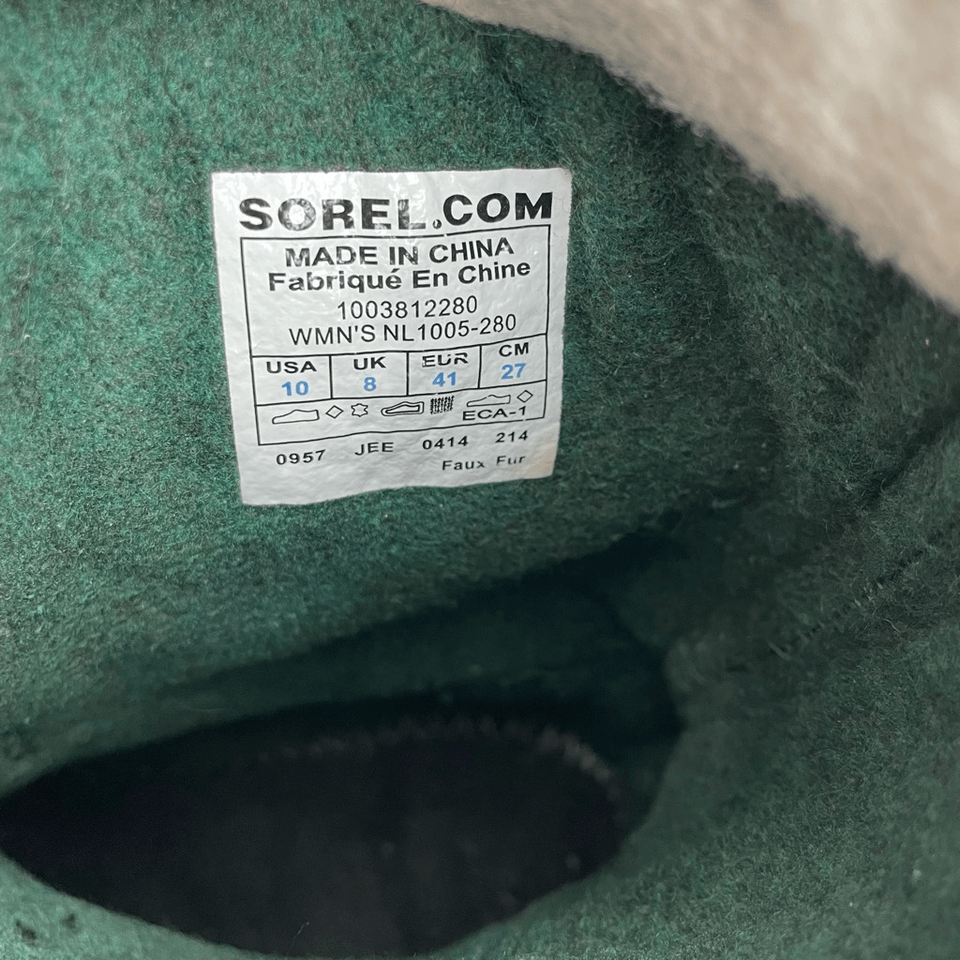 SOREL.COM
MADE IN CHINA
Fabriqué En Chine
1003812280
WMN'S NL1005-280
USA UK EUR CM
10 8 41 27
ECA-1
0957 JEE 0414 214
Faux Fur